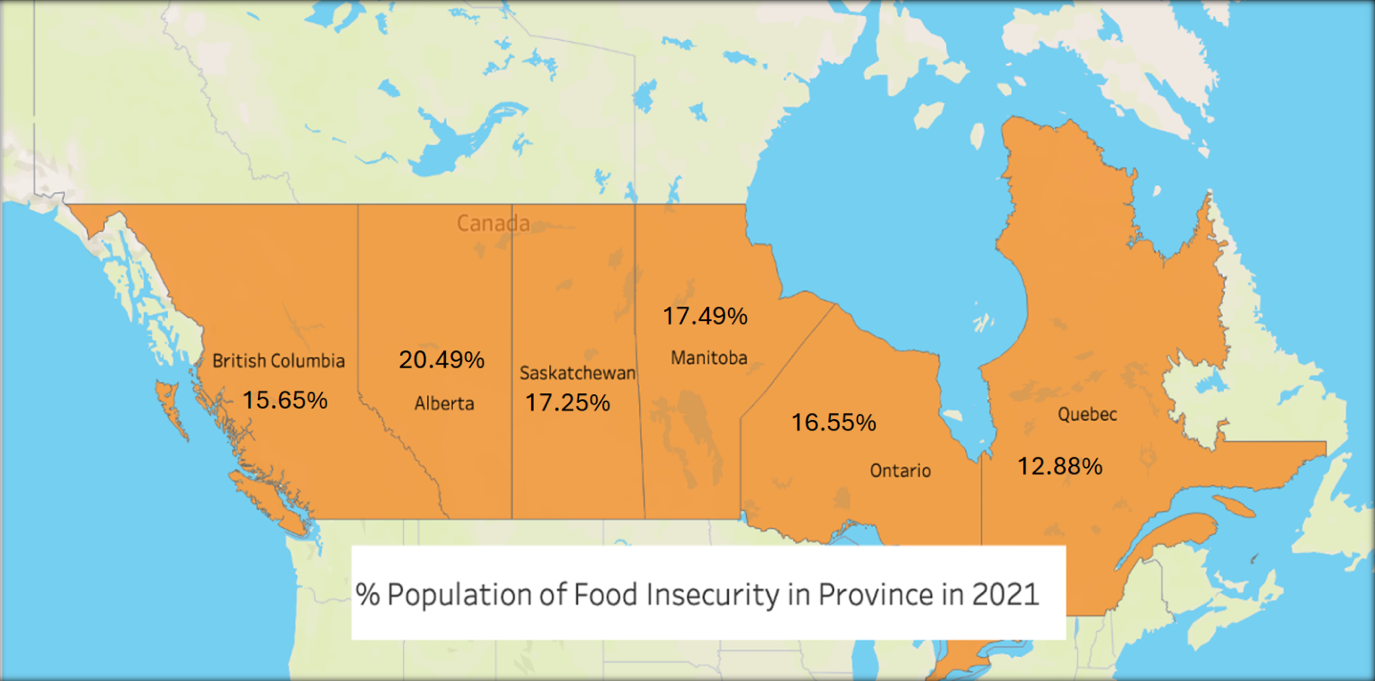 Canada
British Columbia
15.65%
20.49%
Alberta
Saskatchewan
17.25%
17.49%
Manitoba
16.55%
Ontario
Quebec
12.88%
% Population of Food Insecurity in Province in 2021